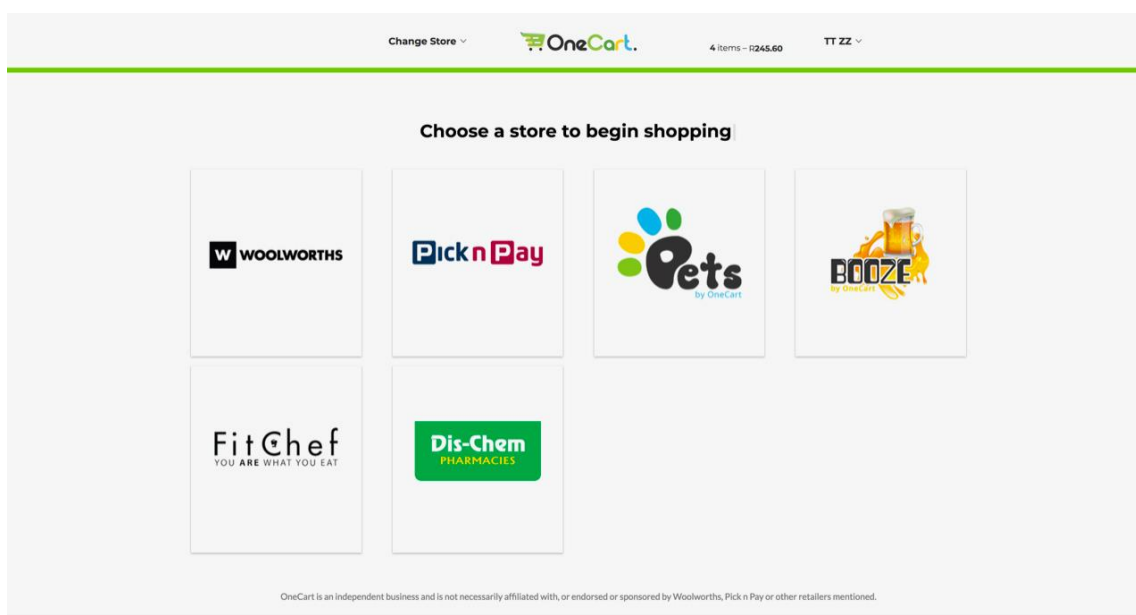 Change Store
OneCart.
4 items – R245.60
TT ZZ
Choose a store to begin shopping
W WOOLWORTHS
Pick n Pay
Pets
by OneCart
BOOZE
by OneCart
FitChef
YOU ARE WHAT YOU EAT
Dis-Chem
PHARMACIES
OneCart is an independent business and is not necessarily affiliated with, or endorsed or sponsored by Woolworths, Pick n Pay or other retailers mentioned.